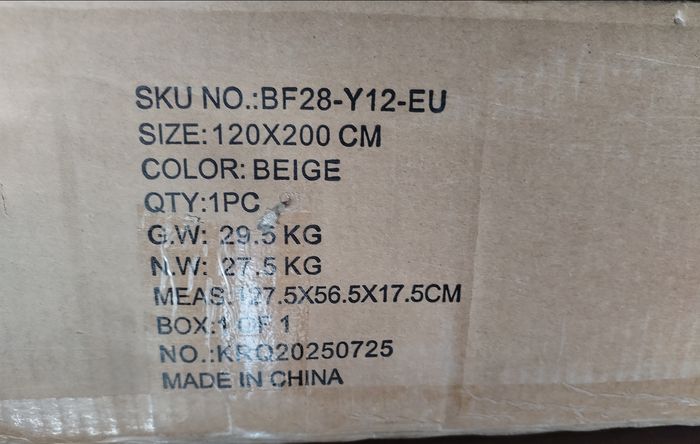 SKU NO.:BF28-Y12-EU
SIZE:120X200 CM
COLOR: BEIGE
QTY:1PC
G.W: 29.5 KG
N.W: 27.5 KG
MEAS:127.5X56.5X17.5CM
BOX:1 OF 1
NO.:KRQ20250725
MADE IN CHINA